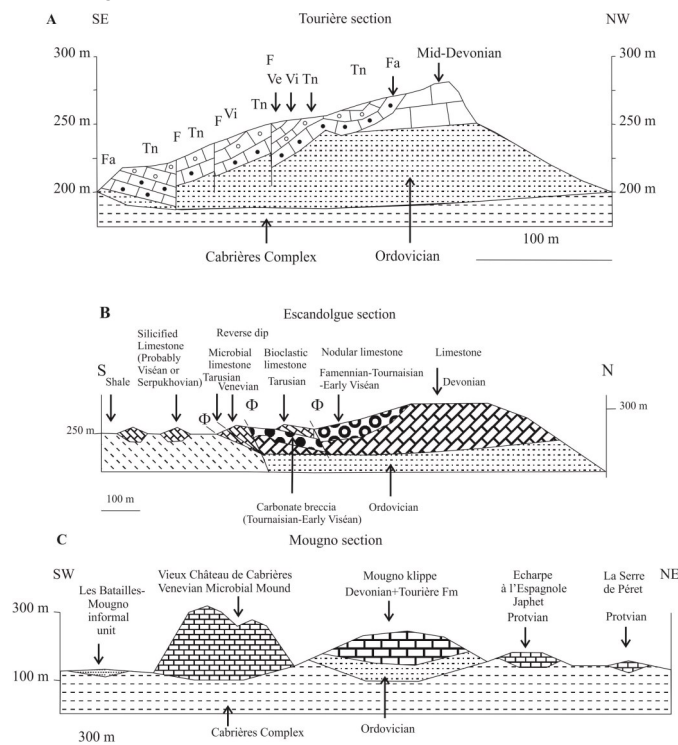 A SE Tourière section NW
300 m F Mid-Devonian 300 m
Ve Vi Tn Tn Fa
250 m F Vi Tn 250 m
Fa Tn F Tn
200 m 200 m
Cabrières Complex Ordovician 100 m
B Escandolgue section
Silicified Limestone (Probably Viséan or Serpukhovian)
Reverse dip
Microbial limestone Tarusian
Venevian
Bioclastic limestone
Tarusian
Nodular limestone
Famennian-Tournaisian
-Early Viséan
Limestone
Devonian
S N
Shale
Φ Φ Φ
250 m 300 m
100 m
Carbonate breccia
(Tournaisian-Early Viséan)
Ordovician
C Mougno section
SW NE
Les Batailles-
Mougno
informal
unit
Vieux Château de Cabrières
Venevian Microbial Mound
Mougno klippe
Devonian+Tourière Fm
Echarpe
à l'Espagnole
Japhet
Protvian
La Serre
de Péret
Protvian
300 m
100 m
Cabrières Complex
Ordovician
300 m